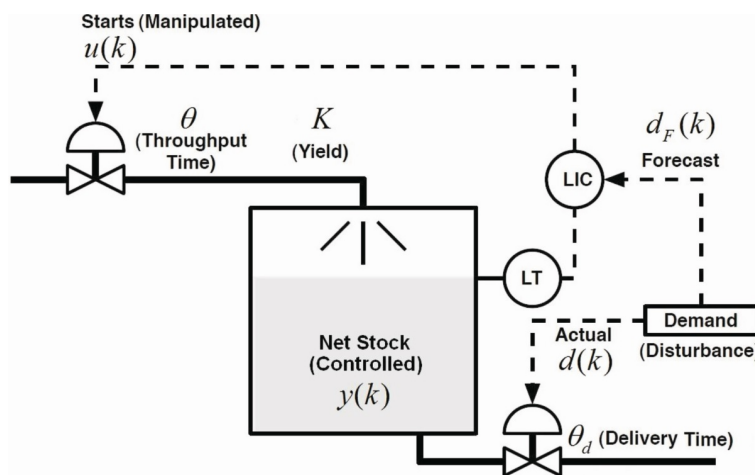 Starts (Manipulated)
u(k)
θ
(Throughput
Time)
K
(Yield)
d_F(k)
Forecast
LIC
LT
Demand
(Disturbance)
Actual
d(k)
Net Stock
(Controlled)
y(k)
θ_d (Delivery Time)